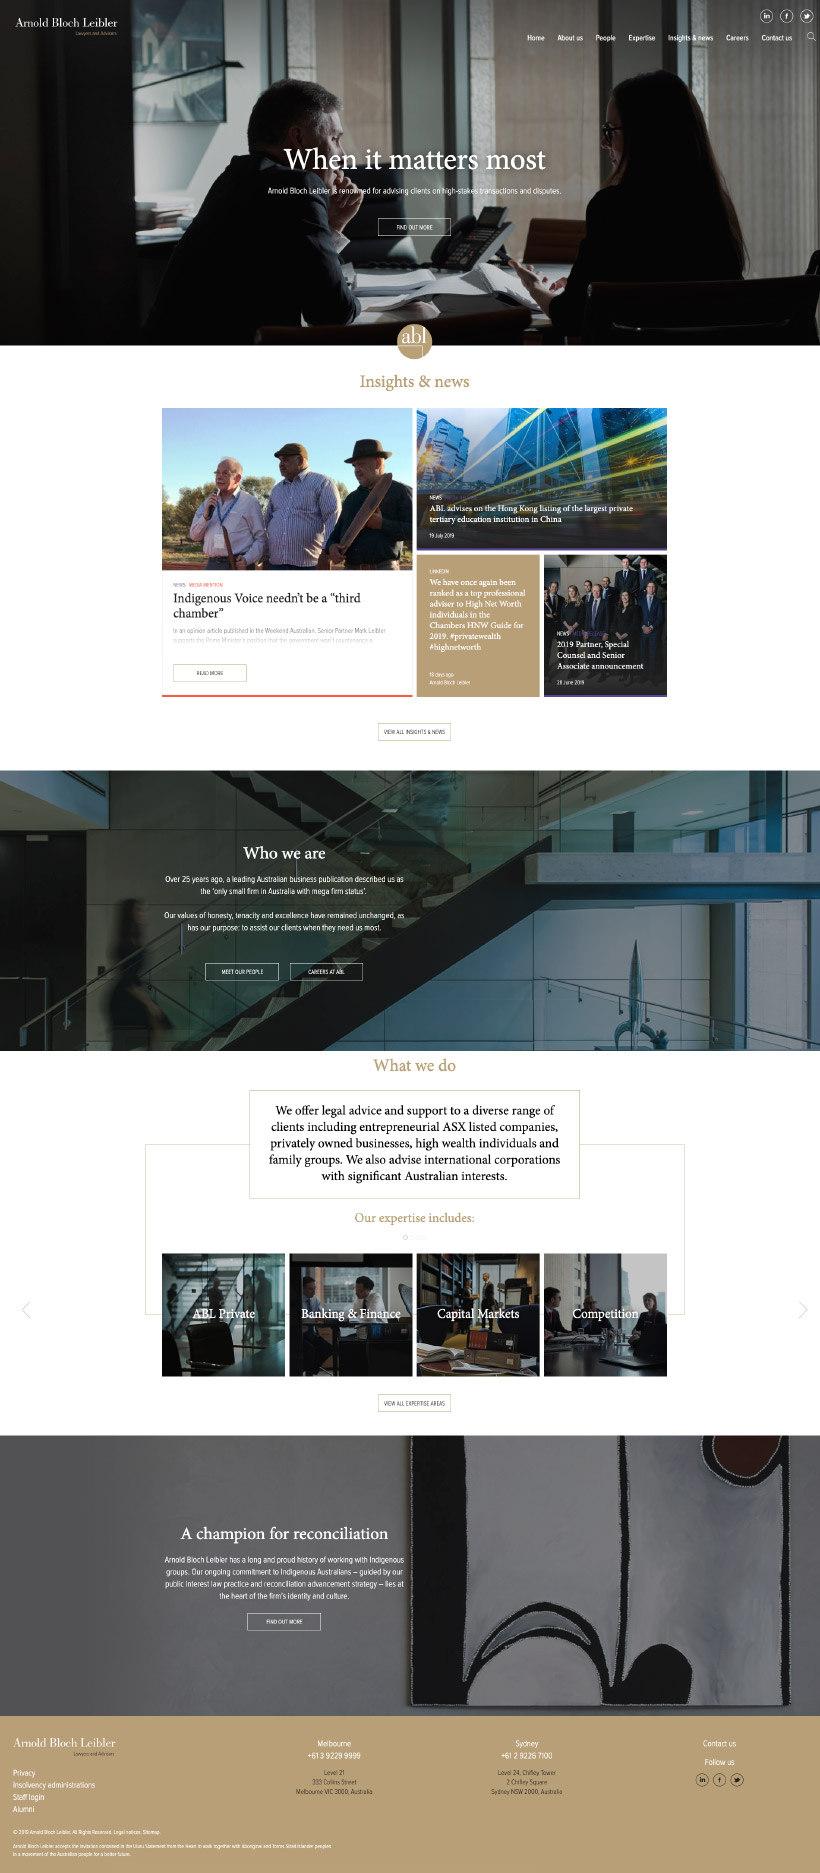 Arnold Bloch Leibler
Lawyers and Advisers
Home About us People Expertise Insights & news Careers Contact us
When it matters most
Arnold Bloch Leibler is renowned for advising clients on high-stakes transactions and disputes.
FIND OUT MORE
abl
Insights & news
NEWS MEDIA MENTION
Indigenous Voice needn't be a "third
chamber"
In an opinion article published in the Weekend Australian, Senior Partner Mark Leibler
supports the Prime Minister's position that the government won't countenance a
READ MORE
NEWS
ABL advises on the Hong Kong listing of the largest private
tertiary education institution in China
19 July 2019
LINKEDIN
We have once again been
ranked as a top professional
adviser to High Net Worth
individuals in the
Chambers HNW Guide for
2019. #privatewealth
#highnetworth
18 days ago
Arnold Bloch Leibler
NEWS
2019 Partner, Special
Counsel and Senior
Associate announcement
28 June 2019
VIEW ALL INSIGHTS & NEWS
Who we are
Over 25 years ago, a leading Australian business publication described us as
the 'only small firm in Australia with mega firm status'.
Our values of honesty, tenacity and excellence have remained unchanged, as
has our purpose: to assist our clients when they need us most.
MEET OUR PEOPLE CAREERS AT ABL
What we do
We offer legal advice and support to a diverse range of
clients including entrepreneurial ASX listed companies,
privately owned businesses, high wealth individuals and
family groups. We also advise international corporations
with significant Australian interests.
Our expertise includes:
ABL Private Banking & Finance Capital Markets Competition
VIEW ALL EXPERTISE AREAS
A champion for reconciliation
Arnold Bloch Leibler has a long and proud history of working with Indigenous
groups. Our ongoing commitment to Indigenous Australians – guided by our
public interest law practice and reconciliation advancement strategy – lies at
the heart of the firm's identity and culture.
FIND OUT MORE
Arnold Bloch Leibler
Lawyers and Advisers
Privacy
Insolvency administrations
Staff login
Alumni
Melbourne
+61 3 9229 9999
Level 21
333 Collins Street
Melbourne VIC 3000, Australia
Sydney
+61 2 9226 7100
Level 24, Chifley Tower
2 Chifley Square
Sydney NSW 2000, Australia
Contact us
Follow us
© 2019 Arnold Bloch Leibler. All Rights Reserved. Legal notices. Sitemap.
Arnold Bloch Leibler accepts the invitation contained in the Uluru Statement from the Heart to walk together with Aboriginal and Torres Strait Islander peoples
in a movement of the Australian people for a better future.